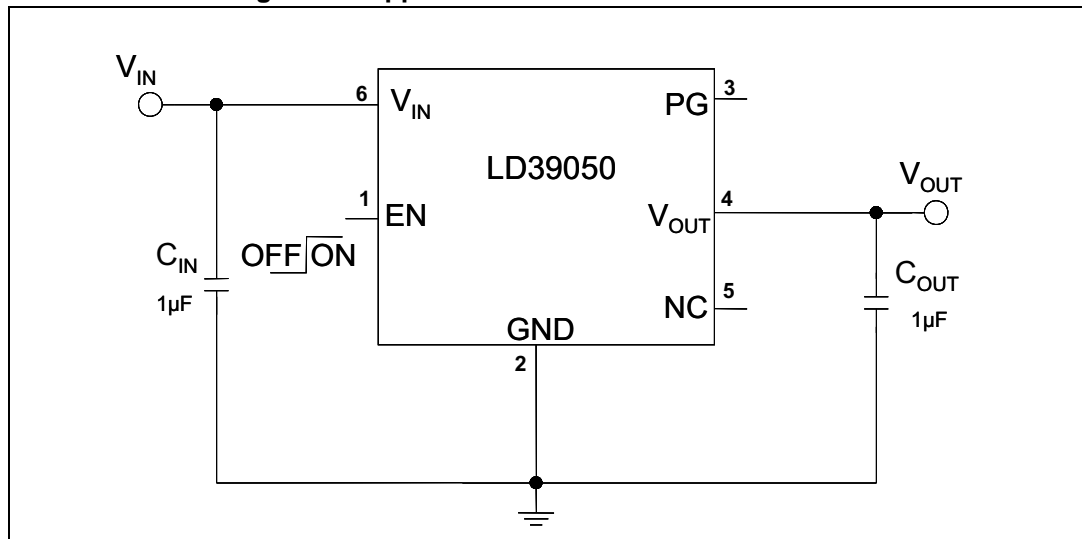 V_IN
6
V_IN
PG
3
LD39050
1
EN
OFF ON
V_OUT
4
V_OUT
C_IN
1µF
NC
5
C_OUT
1µF
GND
2